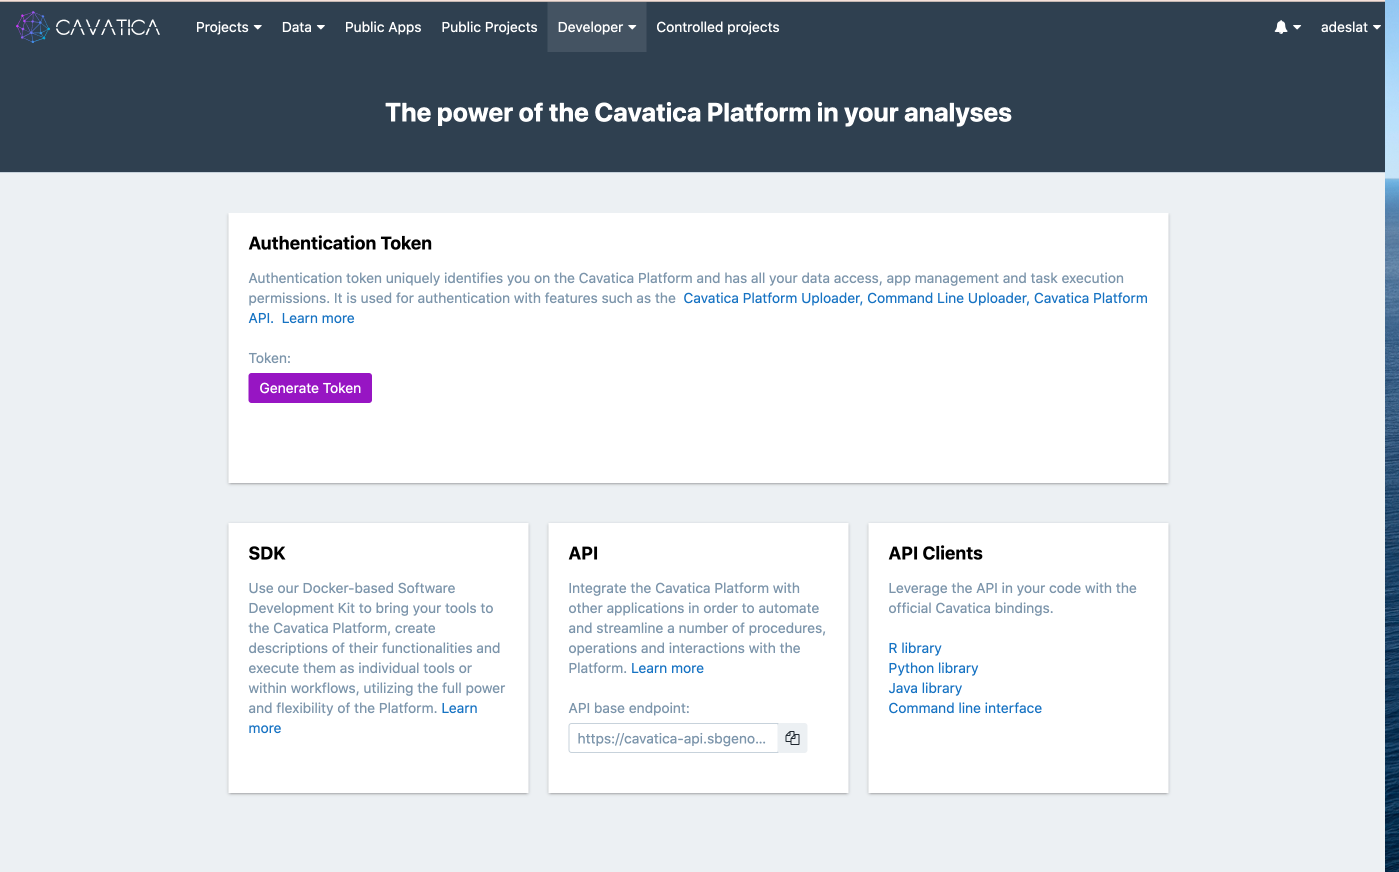 CAVATICA Projects Data Public Apps Public Projects Developer Controlled projects adeslat
The power of the Cavatica Platform in your analyses
Authentication Token
Authentication token uniquely identifies you on the Cavatica Platform and has all your data access, app management and task execution
permissions. It is used for authentication with features such as the Cavatica Platform Uploader, Command Line Uploader, Cavatica Platform
API. Learn more
Token:
Generate Token
SDK
Use our Docker-based Software
Development Kit to bring your tools to
the Cavatica Platform, create
descriptions of their functionalities and
execute them as individual tools or
within workflows, utilizing the full power
and flexibility of the Platform. Learn
more
API
Integrate the Cavatica Platform with
other applications in order to automate
and streamline a number of procedures,
operations and interactions with the
Platform. Learn more
API base endpoint:
https://cavatica-api.sbgeno...
API Clients
Leverage the API in your code with the
official Cavatica bindings.
R library
Python library
Java library
Command line interface